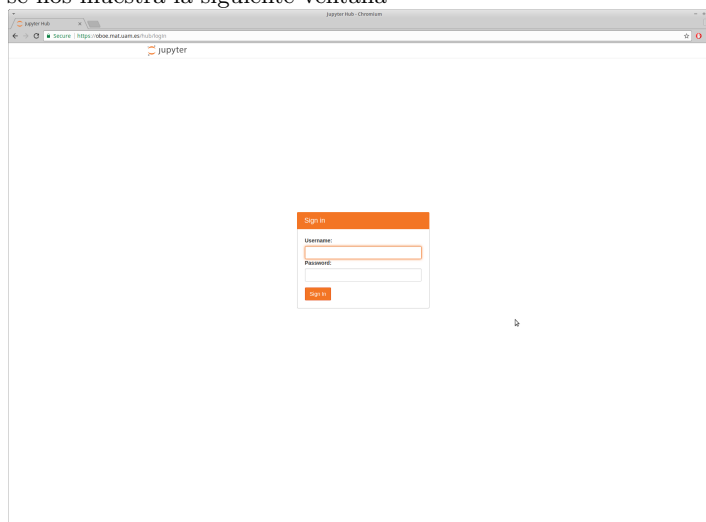 se nos muestra la siguiente ventana
Jupyter Hub - Chromium
Jupyter Hub
Secure | https://oboe.mat.uam.es/hub/login
jupyter
Sign in
Username:
Password:
Sign In